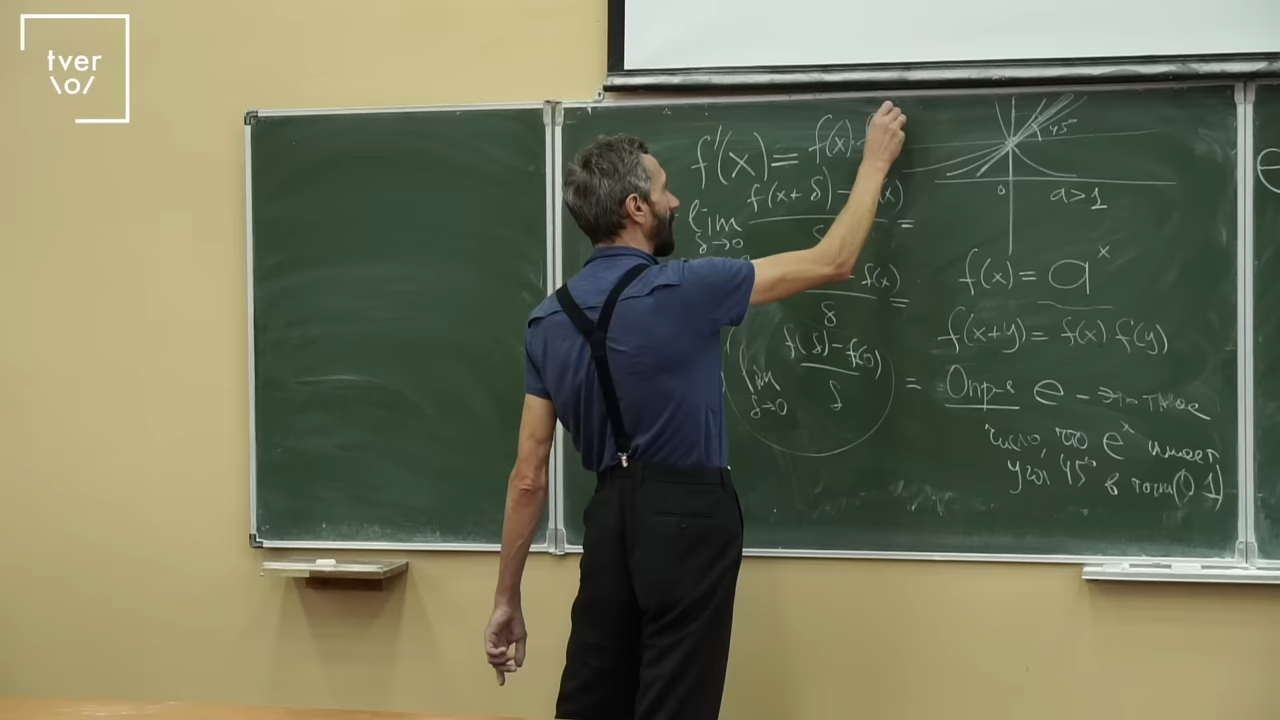 tver
\o/
f'(x) = f(x)
lim f(x+δ) - f(x) =
δ→0
- f(x) =
δ
lim f(δ) - f(0) =
δ→0 δ
45°
0
a>1
f(x) = a^x
f(x+y) = f(x) f(y)
Опр-е e - это такое
число, что e^x имеет
угол 45° в точке (0 1)
e